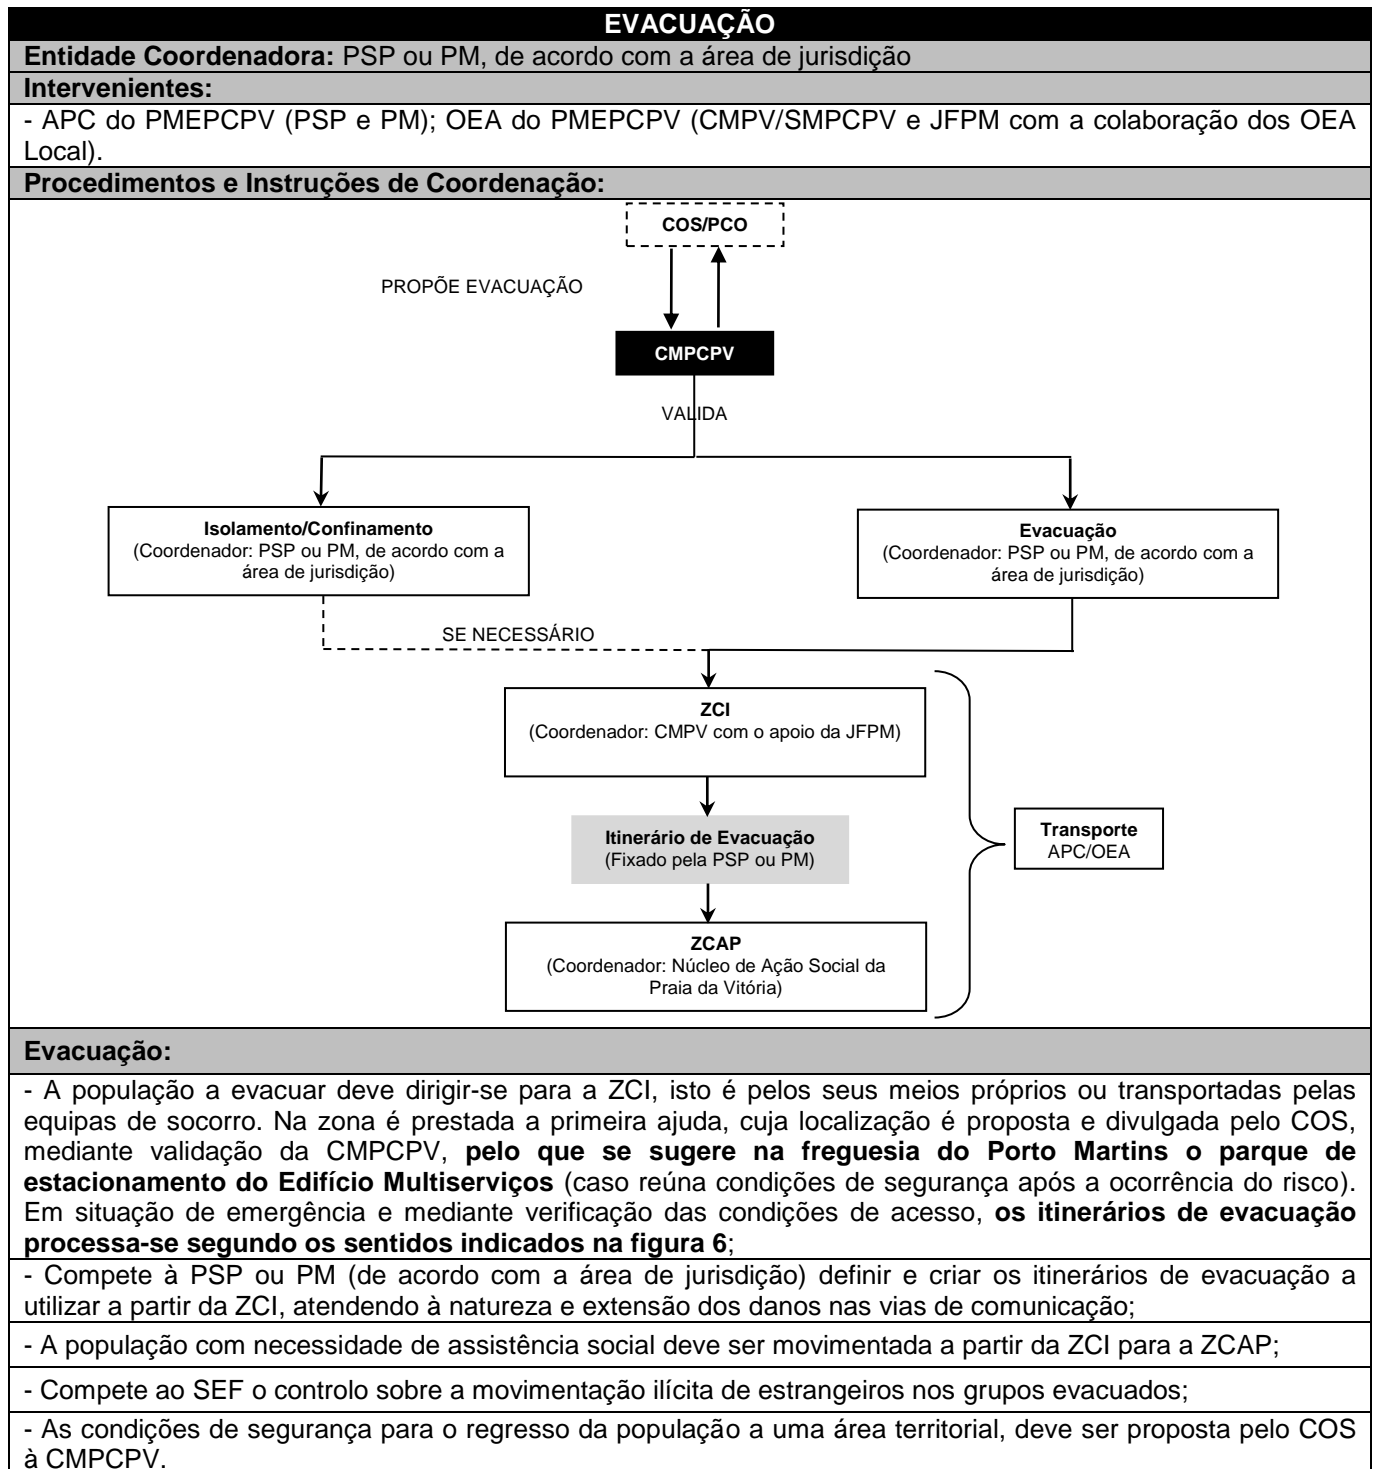 EVACUAÇÃO
Entidade Coordenadora: PSP ou PM, de acordo com a área de jurisdição
Intervenientes:
- APC do PMEPCPV (PSP e PM); OEA do PMEPCPV (CMPV/SMPCPV e JFPM com a colaboração dos OEA
Local).
Procedimentos e Instruções de Coordenação:
COS/PCO
PROPÕE EVACUAÇÃO
CMPCPV
VALIDA
Isolamento/Confinamento
(Coordenador: PSP ou PM, de acordo com a
área de jurisdição)
Evacuação
(Coordenador: PSP ou PM, de acordo com a
área de jurisdição)
SE NECESSÁRIO
ZCI
(Coordenador: CMPV com o apoio da JFPM)
Itinerário de Evacuação
(Fixado pela PSP ou PM)
Transporte
APC/OEA
ZCAP
(Coordenador: Núcleo de Ação Social da
Praia da Vitória)
Evacuação:
- A população a evacuar deve dirigir-se para a ZCI, isto é pelos seus meios próprios ou transportadas pelas
equipas de socorro. Na zona é prestada a primeira ajuda, cuja localização é proposta e divulgada pelo COS,
mediante validação da CMPCPV, pelo que se sugere na freguesia do Porto Martins o parque de
estacionamento do Edifício Multiserviços (caso reúna condições de segurança após a ocorrência do risco).
Em situação de emergência e mediante verificação das condições de acesso, os itinerários de evacuação
processa-se segundo os sentidos indicados na figura 6;
- Compete à PSP ou PM (de acordo com a área de jurisdição) definir e criar os itinerários de evacuação a
utilizar a partir da ZCI, atendendo à natureza e extensão dos danos nas vias de comunicação;
- A população com necessidade de assistência social deve ser movimentada a partir da ZCI para a ZCAP;
- Compete ao SEF o controlo sobre a movimentação ilícita de estrangeiros nos grupos evacuados;
- As condições de segurança para o regresso da população a uma área territorial, deve ser proposta pelo COS
à CMPCPV.